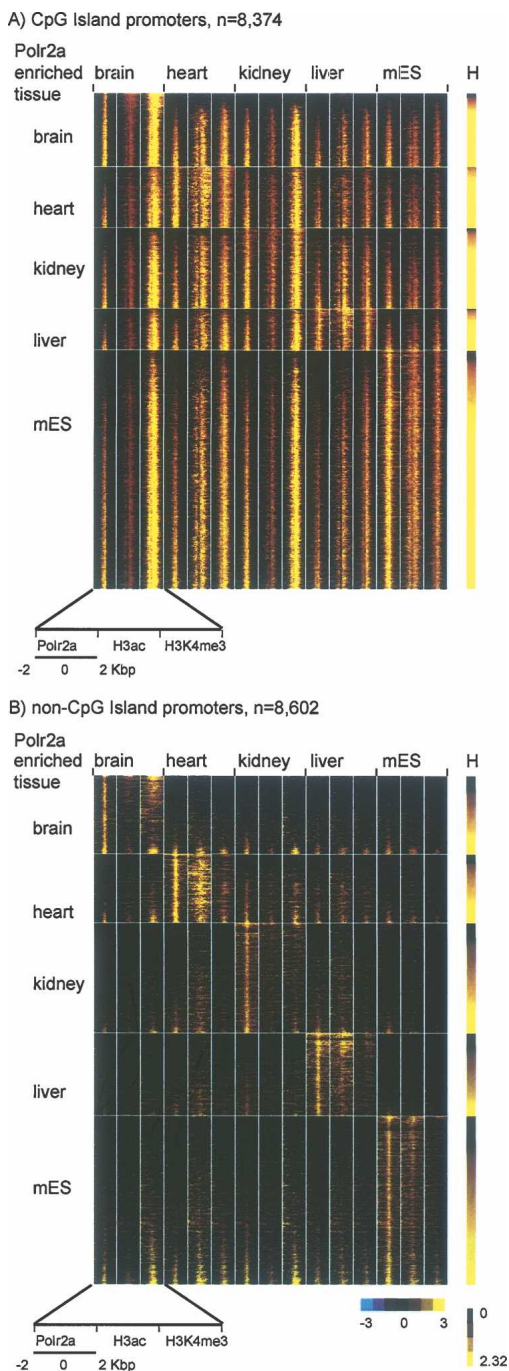 A) CpG Island promoters, n=8,374
Polr2a
enriched brain heart kidney liver mES H
tissue
brain
heart
kidney
liver
mES
Polr2a H3ac H3K4me3
-2 0 2 Kbp
B) non-CpG Island promoters, n=8,602
Polr2a
enriched brain heart kidney liver mES H
tissue
brain
heart
kidney
liver
mES
-3 0 3
0
2.32
Polr2a H3ac H3K4me3
-2 0 2 Kbp